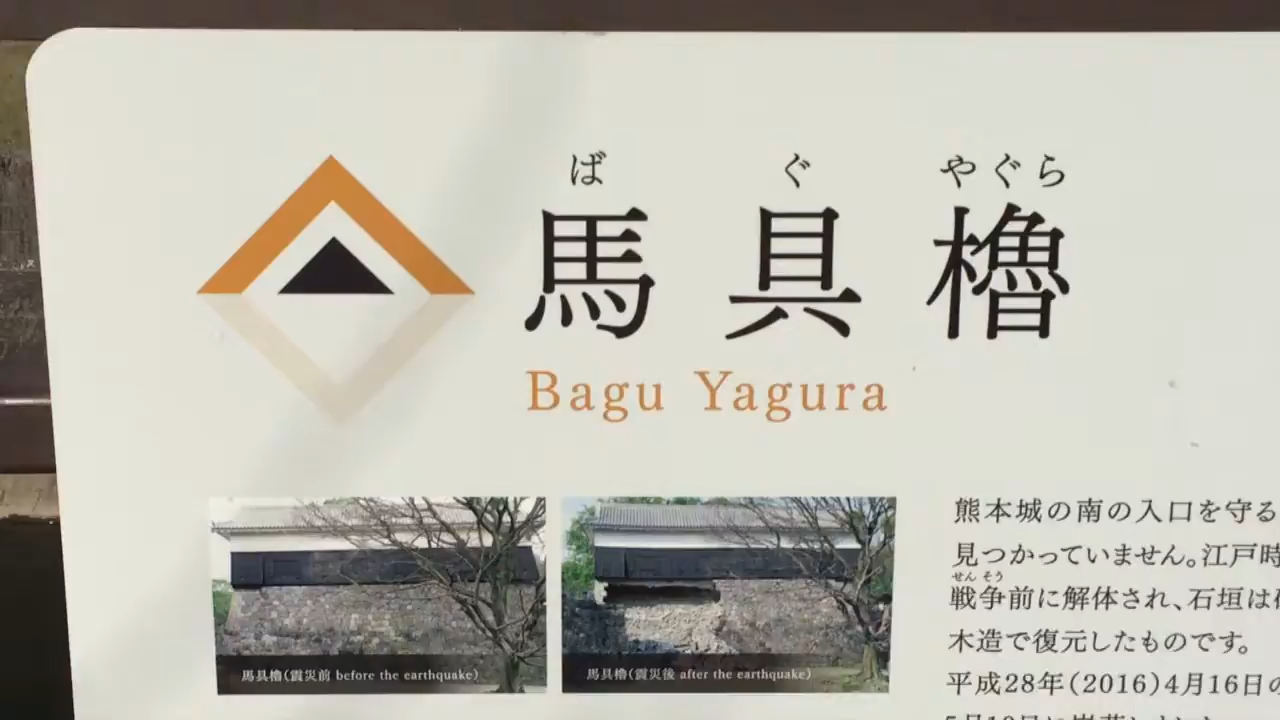 ば ぐ やぐら
馬具櫓
Bagu Yagura
馬具櫓(震災前 before the earthquake)
馬具櫓(震災後 after the earthquake)
熊本城の南の入口を守る
見つかっていません。江戸時
せんそう
戦争前に解体され、石垣は
木造で復元したものです。
平成28年(2016)4月16日の